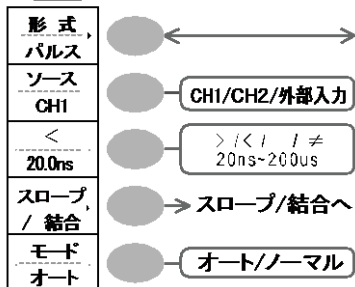 形 式
パルス
ソース
CH1
CH1/CH2/外部入力
<
20.0ns
> / < /   / ≠
20ns~200us
スロープ
/ 結合
スロープ/結合へ
モード
オート
オート/ノーマル